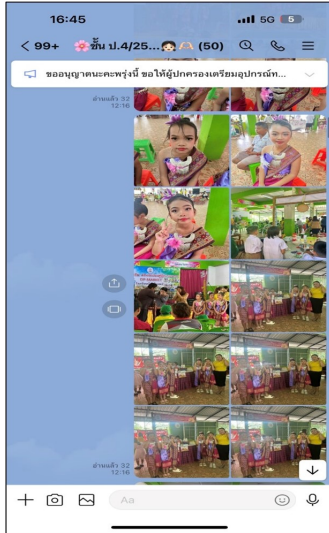 16:45
5G 5
99+ 🌸ชั้น ป.4/25...👧🏻🫶🏻 (50)
ขออนุญาตนะคะพรุ่งนี้ ขอให้ผู้ปกครองเตรียมอุปกรณ์ท...
อ่านแล้ว 32
12:16
อ่านแล้ว 32
12:16
Aa